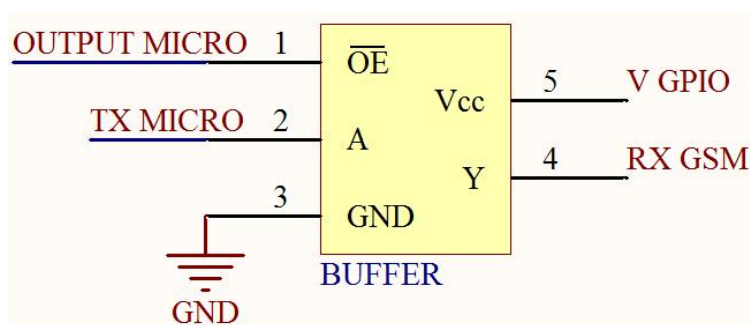 OUTPUT MICRO 1 OE
TX MICRO 2 A
3 GND
GND
Vcc 5 V GPIO
Y 4 RX GSM
BUFFER